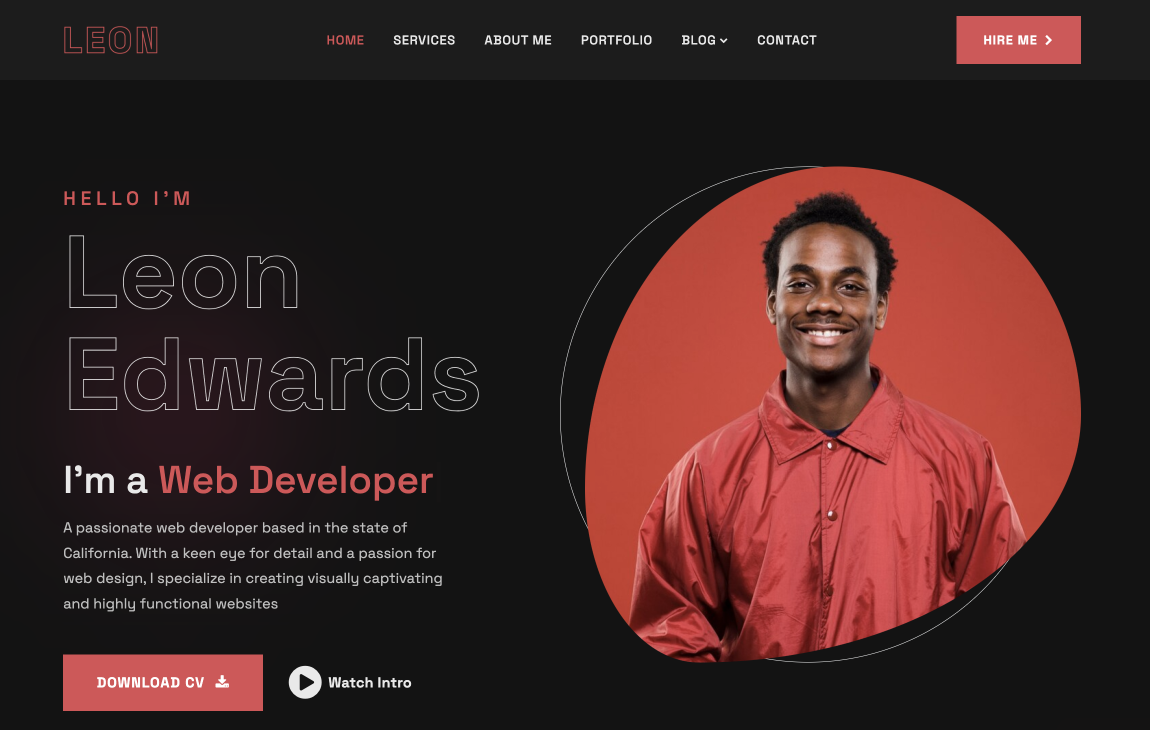 LEON
HOME SERVICES ABOUT ME PORTFOLIO BLOG CONTACT
HIRE ME
HELLO I'M
Leon
Edwards
I'm a Web Developer
A passionate web developer based in the state of
California. With a keen eye for detail and a passion for
web design, I specialize in creating visually captivating
and highly functional websites
DOWNLOAD CV
Watch Intro